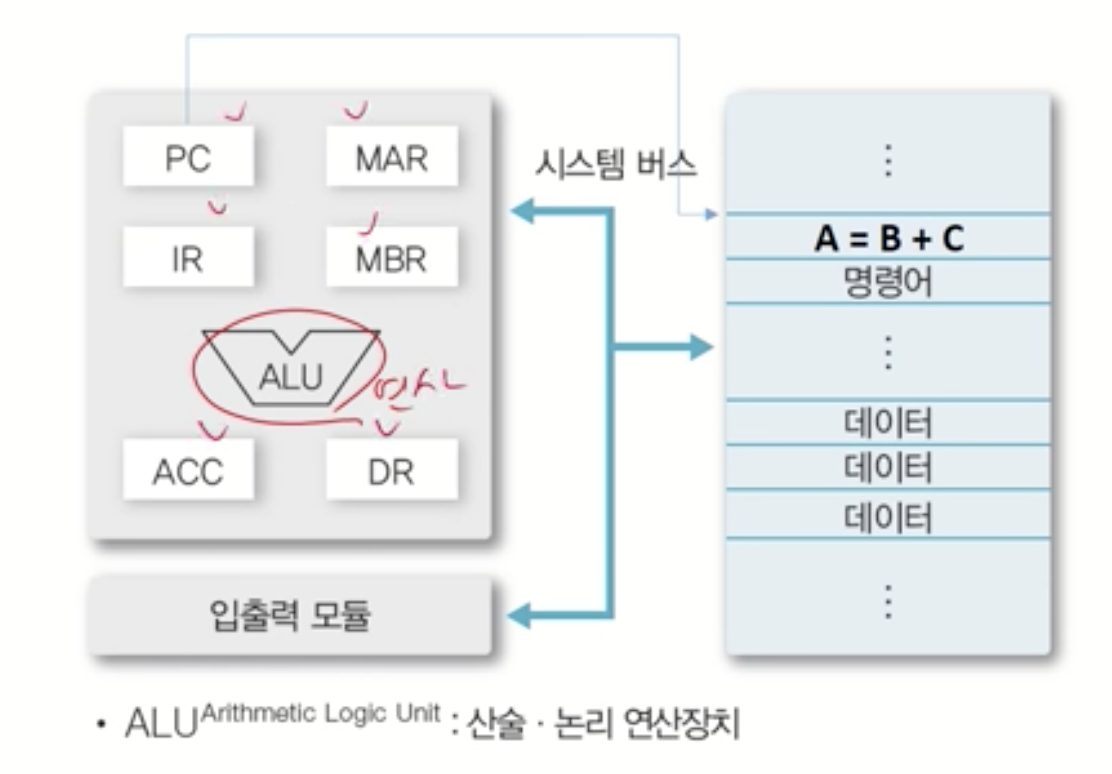 PC
MAR
IR
MBR
ALU
연산
ACC
DR
입출력 모듈
시스템 버스
⋮
A = B + C
명령어
⋮
데이터
데이터
데이터
⋮
• ALU Arithmetic Logic Unit : 산술 · 논리 연산장치